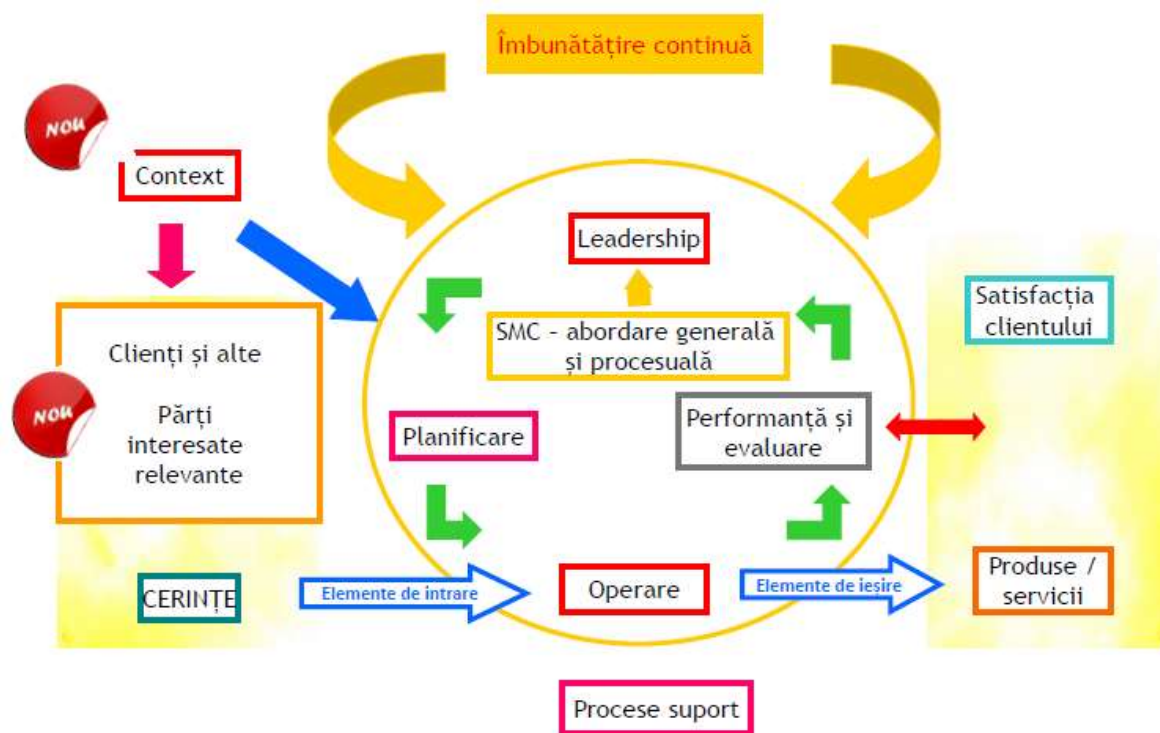 Îmbunătățire continuă
NOU
Context
Leadership
SMC – abordare generală
și procesuală
Satisfacția
clientului
Clienți și alte
NOU
Părți
interesate
relevante
Planificare
Performanță și
evaluare
CERINȚE
Elemente de intrare
Operare
Elemente de ieșire
Produse /
servicii
Procese suport